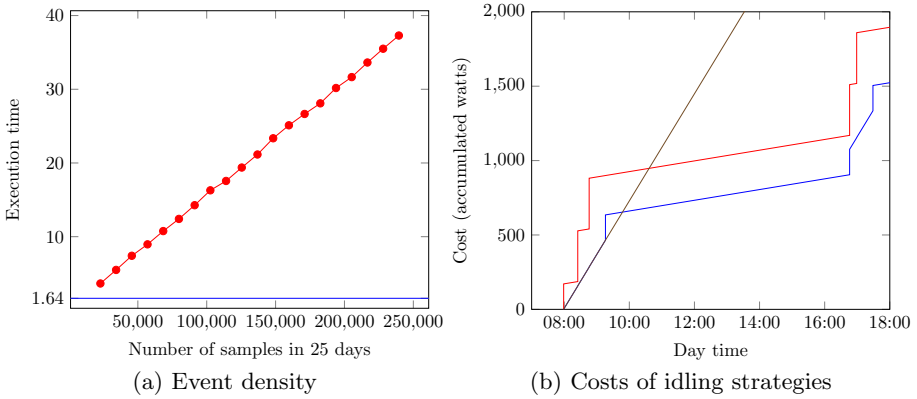 40
30
20
10
1.64
Execution time
50,000 100,000 150,000 200,000 250,000
Number of samples in 25 days
(a) Event density
2,000
1,500
1,000
500
0
Cost (accumulated watts)
08:00 10:00 12:00 14:00 16:00 18:00
Day time
(b) Costs of idling strategies